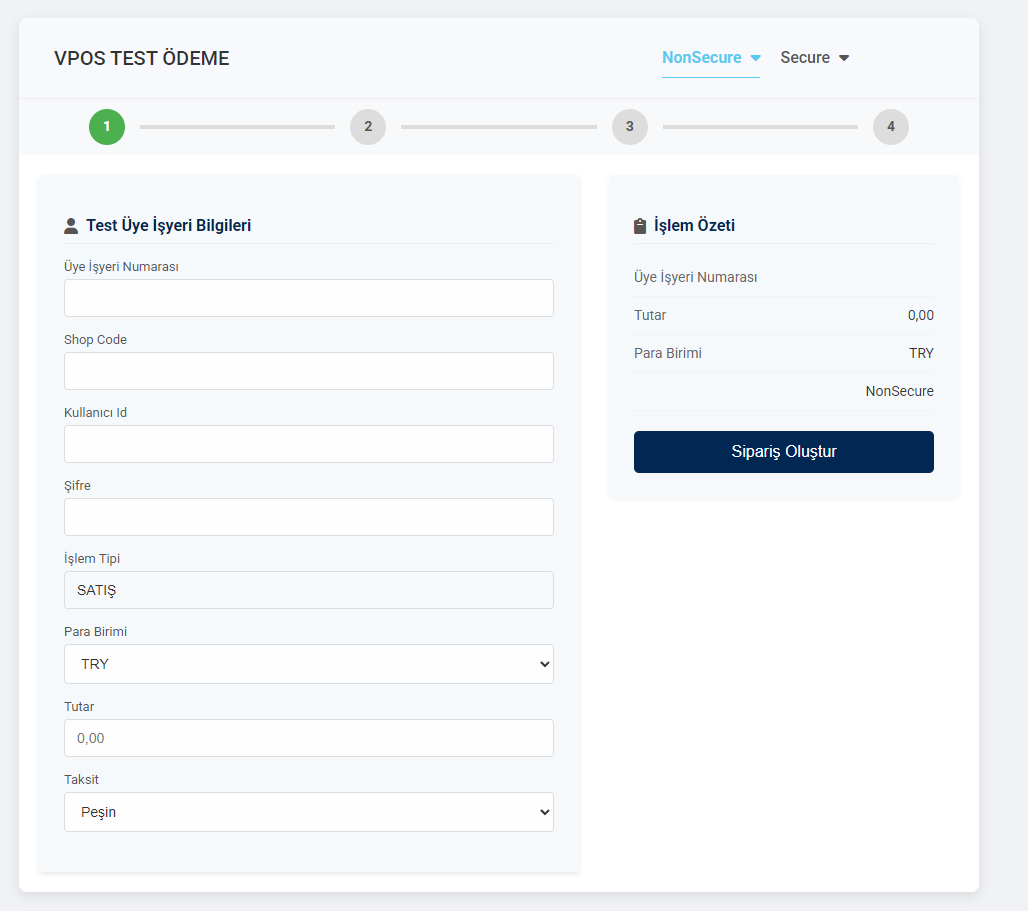 VPOS TEST ÖDEME
NonSecure
Secure
1
2
3
4
Test Üye İşyeri Bilgileri
Üye İşyeri Numarası
Shop Code
Kullanıcı Id
Şifre
İşlem Tipi
SATIŞ
Para Birimi
TRY
Tutar
0,00
Taksit
Peşin
İşlem Özeti
Üye İşyeri Numarası
Tutar 0,00
Para Birimi TRY
NonSecure
Sipariş Oluştur